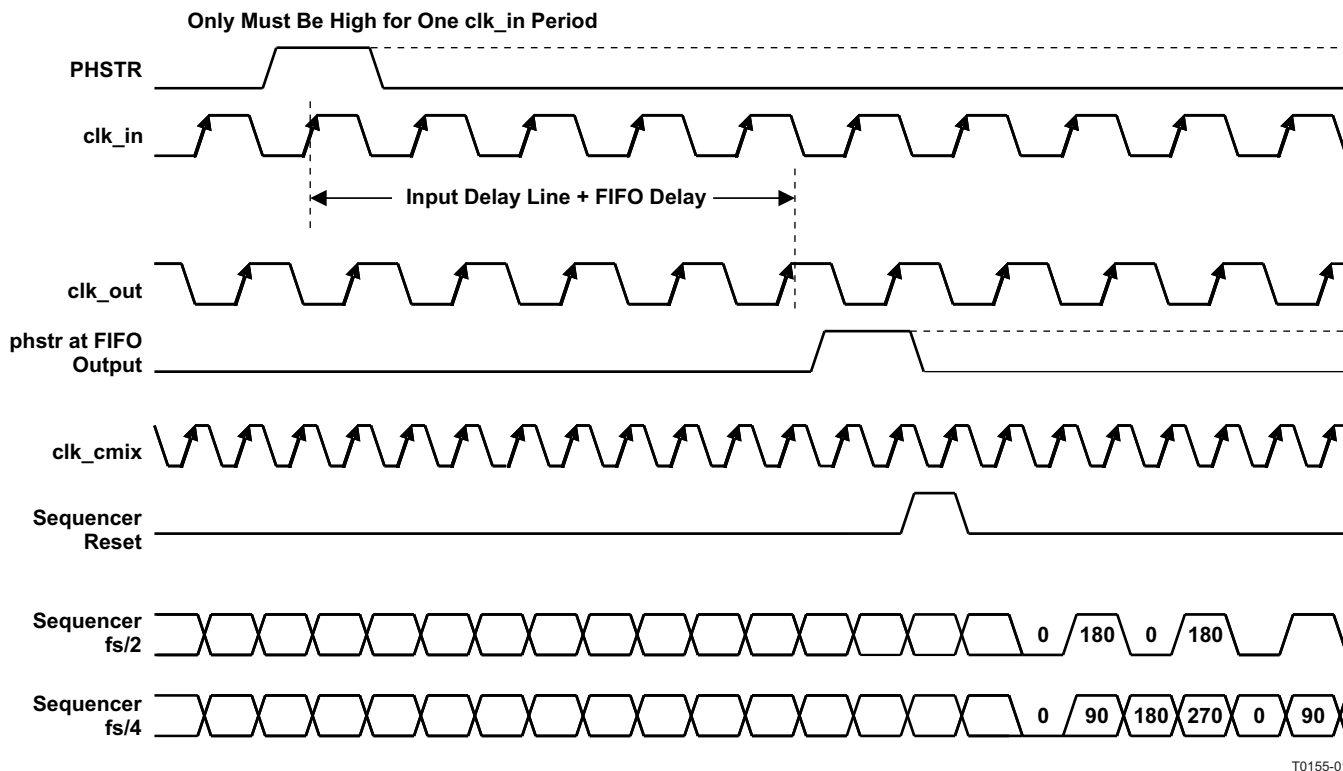 Only Must Be High for One clk_in Period
PHSTR
clk_in
Input Delay Line + FIFO Delay
clk_out
phstr at FIFO
Output
clk_cmix
Sequencer
Reset
Sequencer
fs/2
0 180 0 180
Sequencer
fs/4
0 90 180 270 0 90